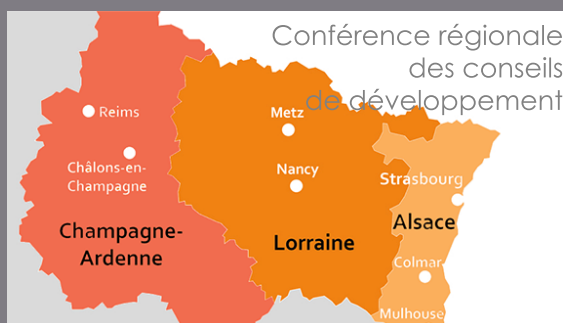 Conférence régionale
des conseils
de développement
Reims
Metz
Châlons-en-
Champagne
Nancy
Strasbourg
Champagne-
Ardenne
Lorraine
Alsace
Colmar
Mulhouse